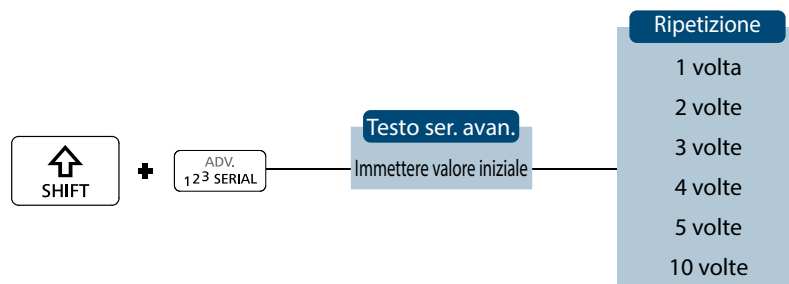 SHIFT
+
ADV.
123 SERIAL
Testo ser. avan.
Immettere valore iniziale
Ripetizione
1 volta
2 volte
3 volte
4 volte
5 volte
10 volte